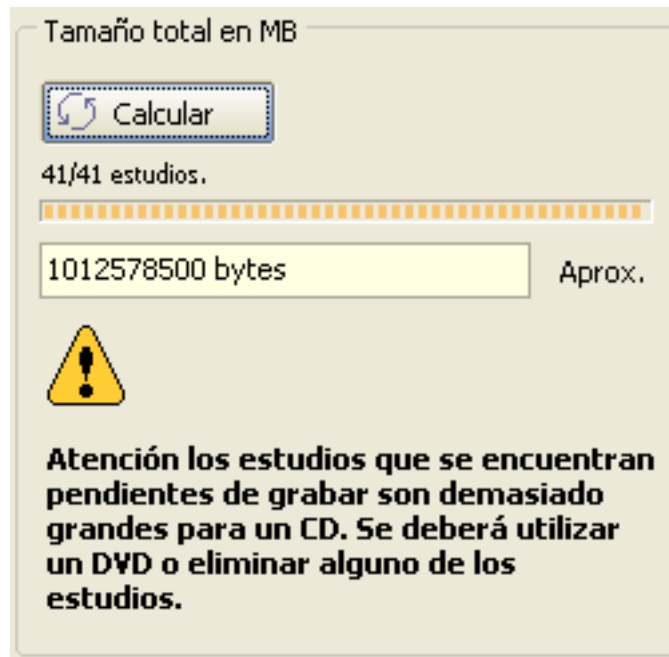 Tamaño total en MB
Calcular
41/41 estudios.
1012578500 bytes Aprox.
Atención los estudios que se encuentran
pendientes de grabar son demasiado
grandes para un CD. Se deberá utilizar
un DVD o eliminar alguno de los
estudios.